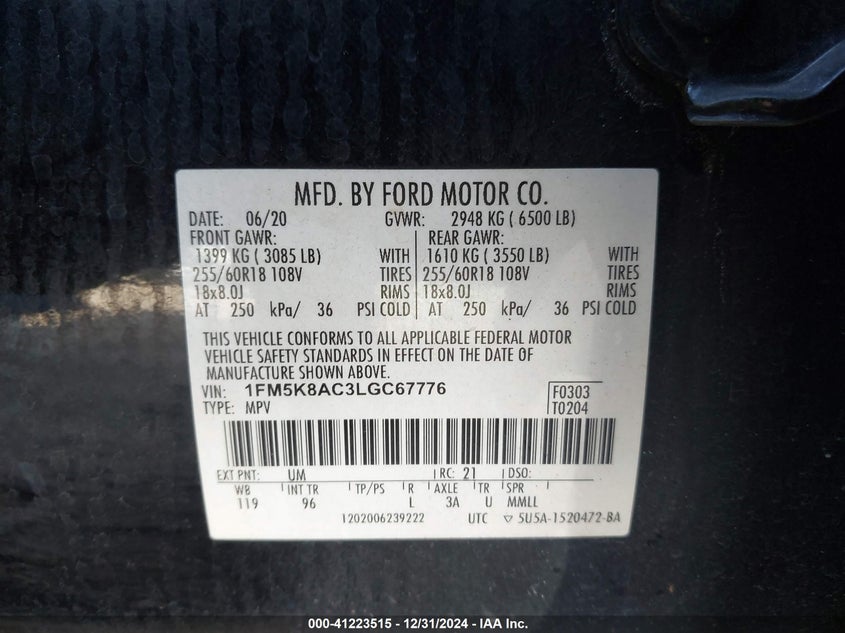 MFD. BY FORD MOTOR CO.
DATE: 06/20 GVWR: 2948 KG ( 6500 LB)
FRONT GAWR: REAR GAWR:
1399 KG ( 3085 LB) WITH 1610 KG ( 3550 LB) WITH
255/60R18 108V TIRES 255/60R18 108V TIRES
18x8.0J RIMS 18x8.0J RIMS
AT 250 kPa/ 36 PSI COLD AT 250 kPa/ 36 PSI COLD
THIS VEHICLE CONFORMS TO ALL APPLICABLE FEDERAL MOTOR
VEHICLE SAFETY STANDARDS IN EFFECT ON THE DATE OF
MANUFACTURE SHOWN ABOVE.
VIN: 1FM5K8AC3LGC67776 F0303
TYPE: MPV T0204
EXT PNT: UM RC: 21 DSO:
WB INT TR TP/PS R AXLE TR SPR
119 96 L 3A U MMLL
1202006239222 UTC ▽ 5U5A-1520472-BA
000-41223515 - 12/31/2024 - IAA Inc.